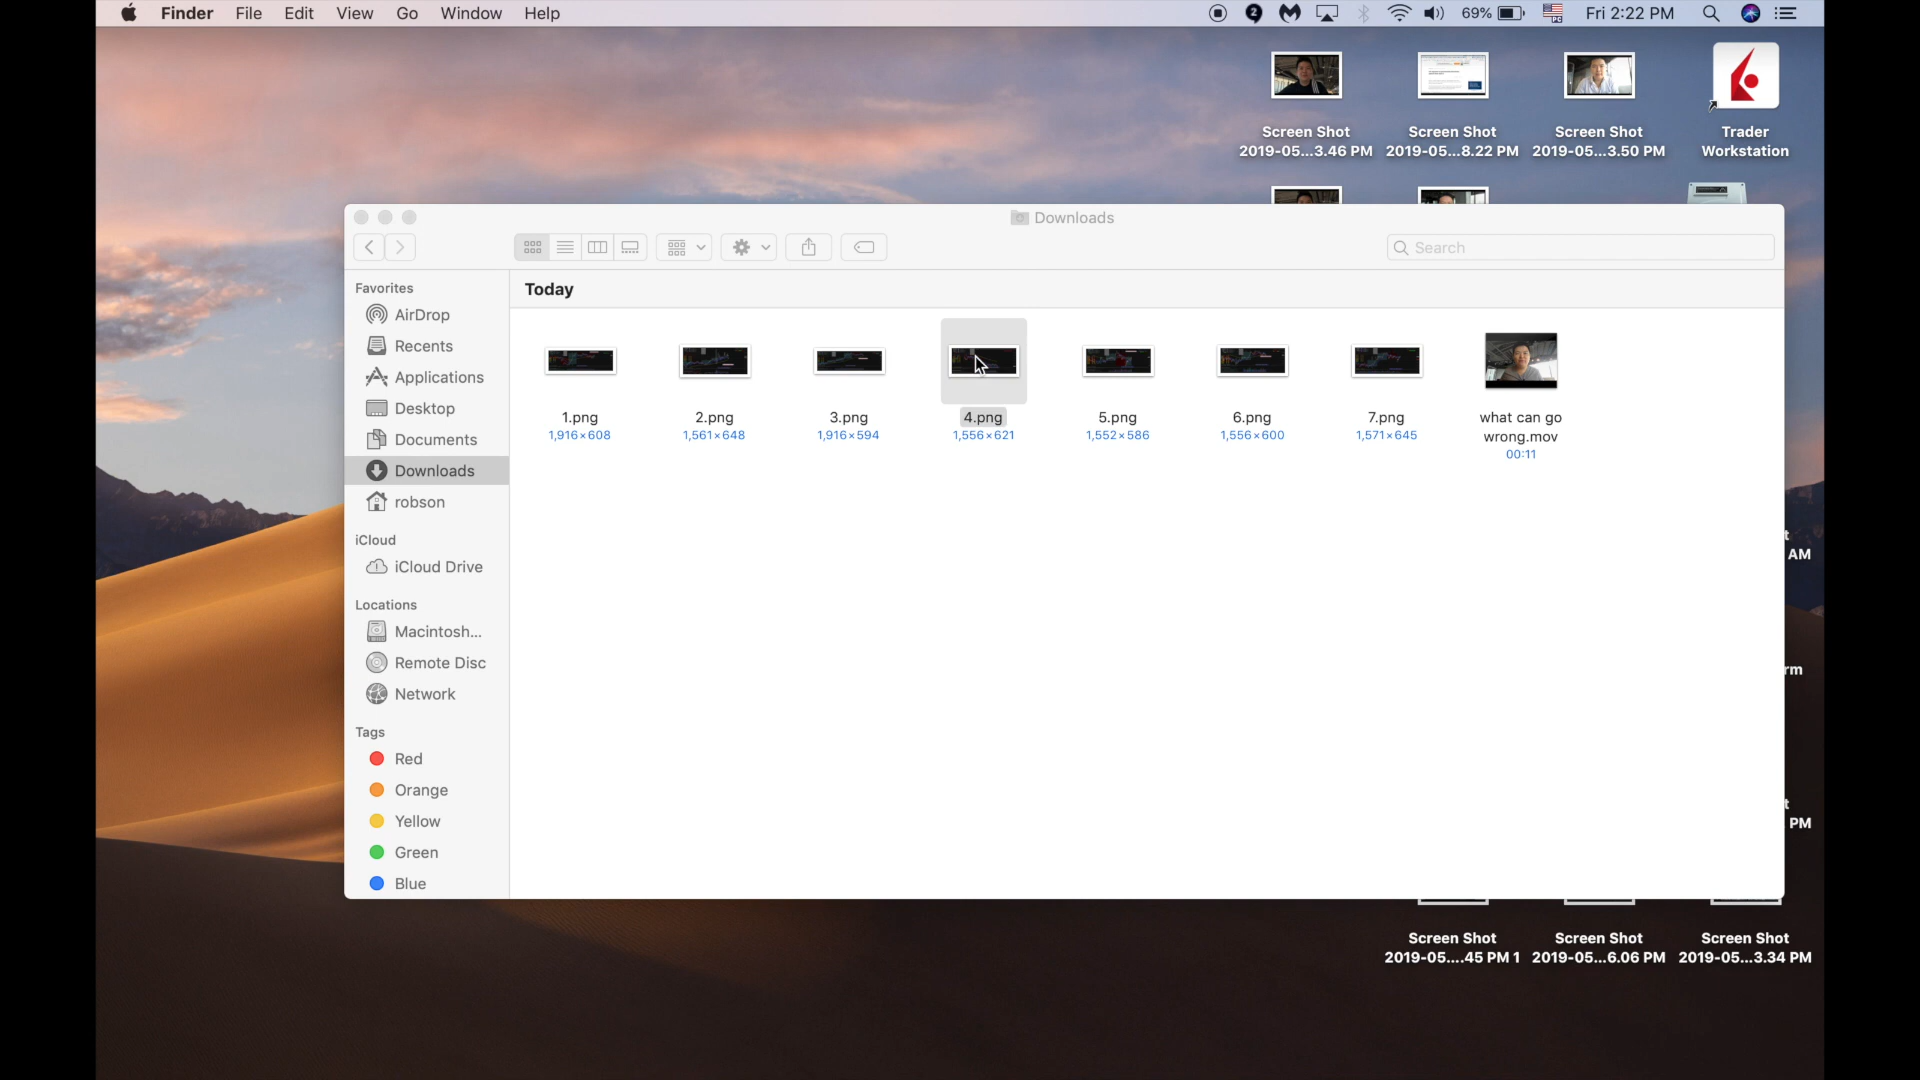 Finder File Edit View Go Window Help
2 69% PC Fri 2:22 PM
Screen Shot
2019-05...3.46 PM
Screen Shot
2019-05...8.22 PM
Screen Shot
2019-05...3.50 PM
Trader
Workstation
Downloads
Search
Favorites
AirDrop
Recents
Applications
Desktop
Documents
Downloads
robson
iCloud
iCloud Drive
Locations
Macintosh...
Remote Disc
Network
Tags
Red
Orange
Yellow
Green
Blue
Today
1.png
1,916×608
2.png
1,561×648
3.png
1,916×594
4.png
1,556×621
5.png
1,552×586
6.png
1,556×600
7.png
1,571×645
what can go
wrong.mov
00:11
t
AM
rm
t
PM
Screen Shot
2019-05....45 PM 1
Screen Shot
2019-05...6.06 PM
Screen Shot
2019-05...3.34 PM